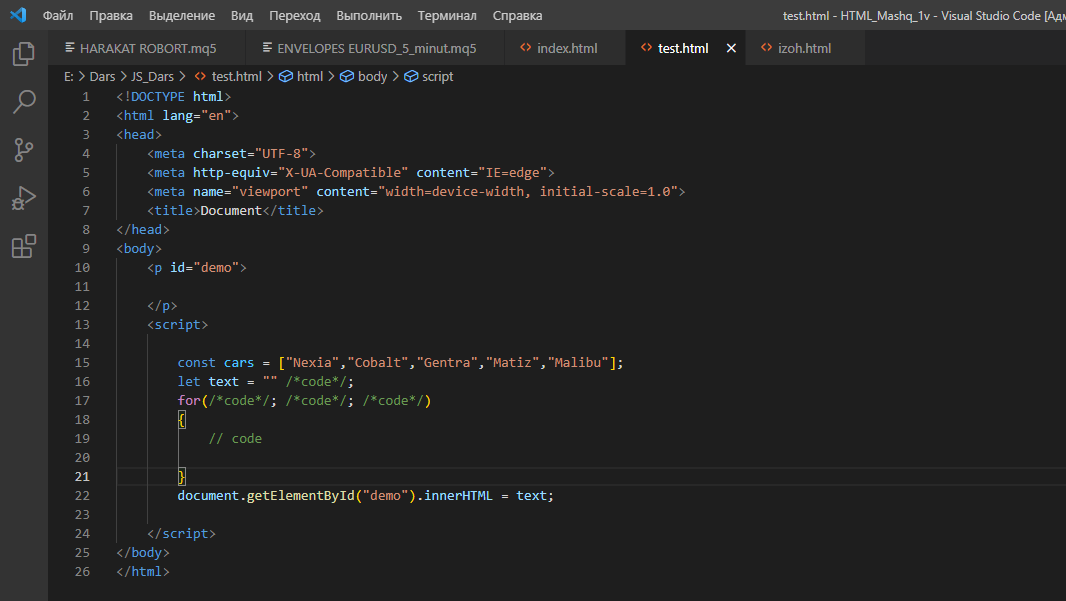 Файл Правка Выделение Вид Переход Выполнить Терминал Справка test.html - HTML_Mashq_1v - Visual Studio Code [Адм
HARAKAT ROBORT.mq5 ENVELOPES EURUSD_5_minut.mq5 <> index.html <> test.html × <> izoh.html
E: > Dars > JS_Dars > <> test.html > html > body > script
1 <!DOCTYPE html>
2 <html lang="en">
3 <head>
4 <meta charset="UTF-8">
5 <meta http-equiv="X-UA-Compatible" content="IE=edge">
6 <meta name="viewport" content="width=device-width, initial-scale=1.0">
7 <title>Document</title>
8 </head>
9 <body>
10 <p id="demo">
11
12 </p>
13 <script>
14
15 const cars = ["Nexia","Cobalt","Gentra","Matiz","Malibu"];
16 let text = "" /*code*/;
17 for(/*code*/; /*code*/; /*code*/)
18 {
19 // code
20
21 }
22 document.getElementById("demo").innerHTML = text;
23
24 </script>
25 </body>
26 </html>